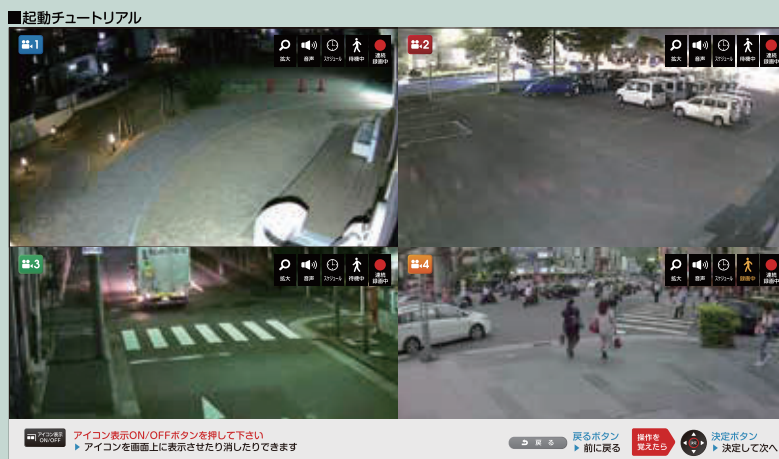 ■起動チュートリアル
1
拡大 音声 スケジュール 待機中 連続録画中
2
拡大 音声 スケジュール 待機中 連続録画中
3
拡大 音声 スケジュール 待機中 連続録画中
4
拡大 音声 スケジュール 録画中 連続録画中
アイコン表示
ON/OFF
アイコン表示ON/OFFボタンを押して下さい
▶ アイコンを画面上に表示させたり消したりできます
戻る
戻るボタン
▶ 前に戻る
操作を
覚えたら
決定ボタン
▶ 決定して次へ